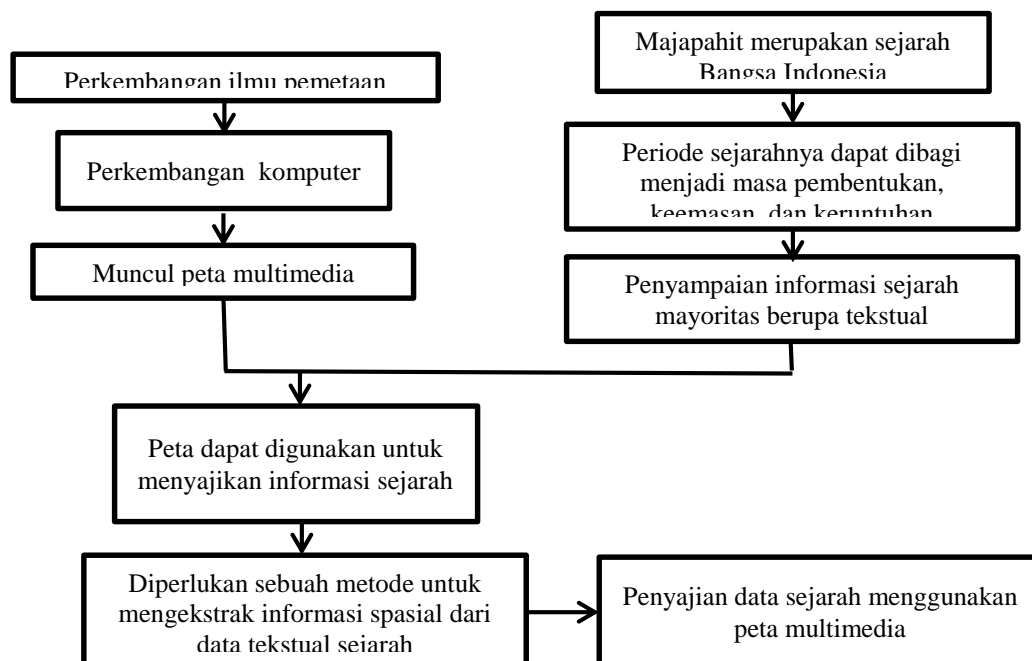 Perkembangan ilmu pemetaan
Perkembangan komputer
Muncul peta multimedia
Majapahit merupakan sejarah
Bangsa Indonesia
Periode sejarahnya dapat dibagi
menjadi masa pembentukan,
keemasan, dan keruntuhan
Penyampaian informasi sejarah
mayoritas berupa tekstual
Peta dapat digunakan untuk
menyajikan informasi sejarah
Diperlukan sebuah metode untuk
mengekstrak informasi spasial dari
data tekstual sejarah
Penyajian data sejarah menggunakan
peta multimedia